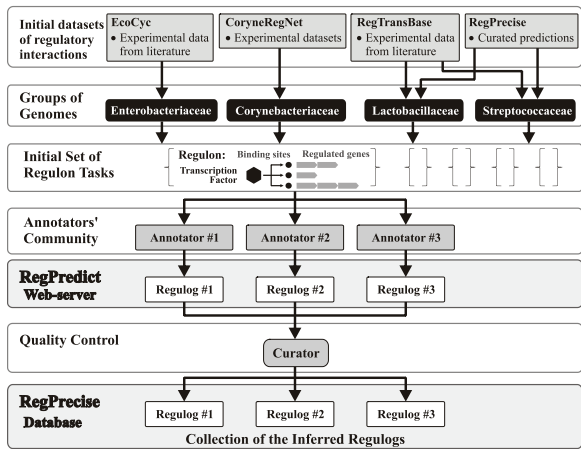 Initial datasets
of regulatory
interactions
EcoCyc
• Experimental data
from literature
CoryneRegNet
• Experimental datasets
RegTransBase
• Experimental data
from literature
RegPrecise
• Curated predictions
Groups of
Genomes
Enterobacteriaceae
Corynebacteriaceae
Lactobacillaceae
Streptococcaceae
Initial Set of
Regulon Tasks
Regulon:
Binding sites
Regulated genes
Transcription
Factor
Annotators'
Community
Annotator #1
Annotator #2
Annotator #3
RegPredict
Web-server
Regulog #1
Regulog #2
Regulog #3
Quality Control
Curator
RegPrecise
Database
Regulog #1
Regulog #2
Regulog #3
Collection of the Inferred Regulogs